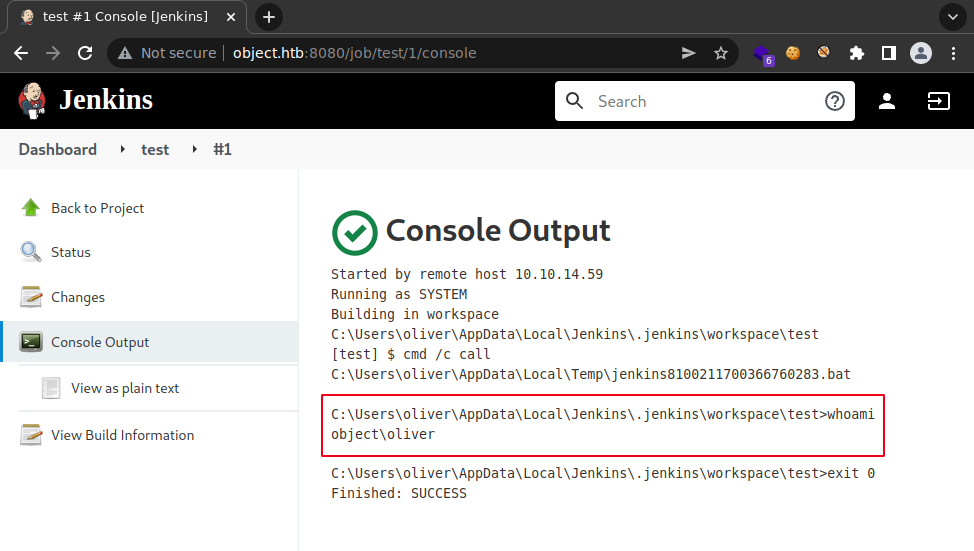 test #1 Console [Jenkins]
Not secure
object.htb:8080/job/test/1/console
6
Jenkins
Search
Dashboard
test
#1
Back to Project
Status
Changes
Console Output
View as plain text
View Build Information
Console Output
Started by remote host 10.10.14.59
Running as SYSTEM
Building in workspace
C:\Users\oliver\AppData\Local\Jenkins\.jenkins\workspace\test
[test] $ cmd /c call
C:\Users\oliver\AppData\Local\Temp\jenkins8100211700366760283.bat
C:\Users\oliver\AppData\Local\Jenkins\.jenkins\workspace\test>whoami
object\oliver
C:\Users\oliver\AppData\Local\Jenkins\.jenkins\workspace\test>exit 0
Finished: SUCCESS